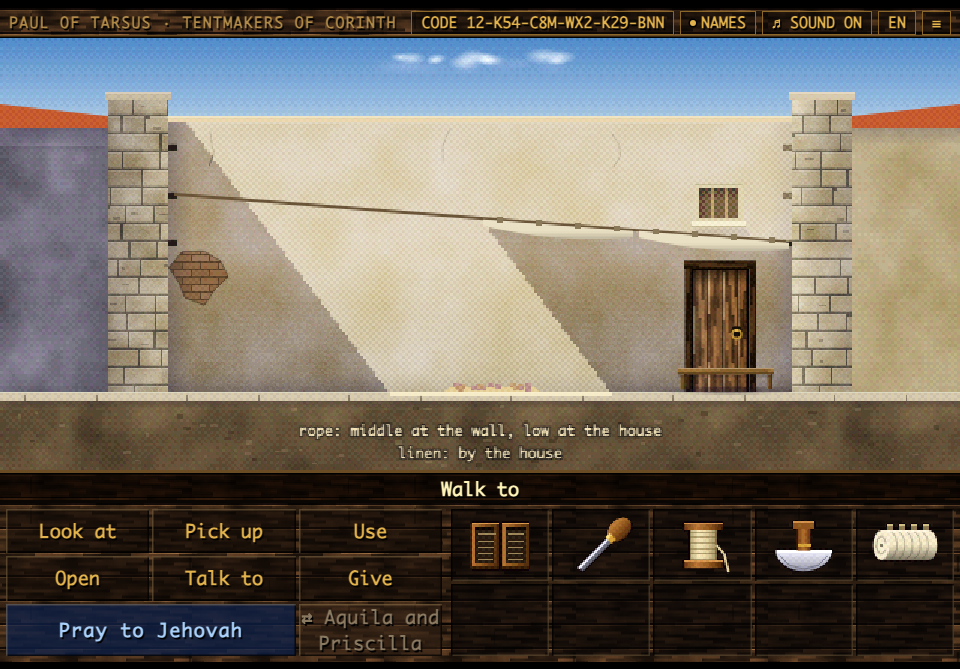 PAUL OF TARSUS · TENTMAKERS OF CORINTH
CODE 12-K54-C8M-WX2-K29-BNN
• NAMES
♫ SOUND ON
EN
≡
rope: middle at the wall, low at the house
linen: by the house
Walk to
Look at
Pick up
Use
Open
Talk to
Give
Pray to Jehovah
⇄ Aquila and
Priscilla